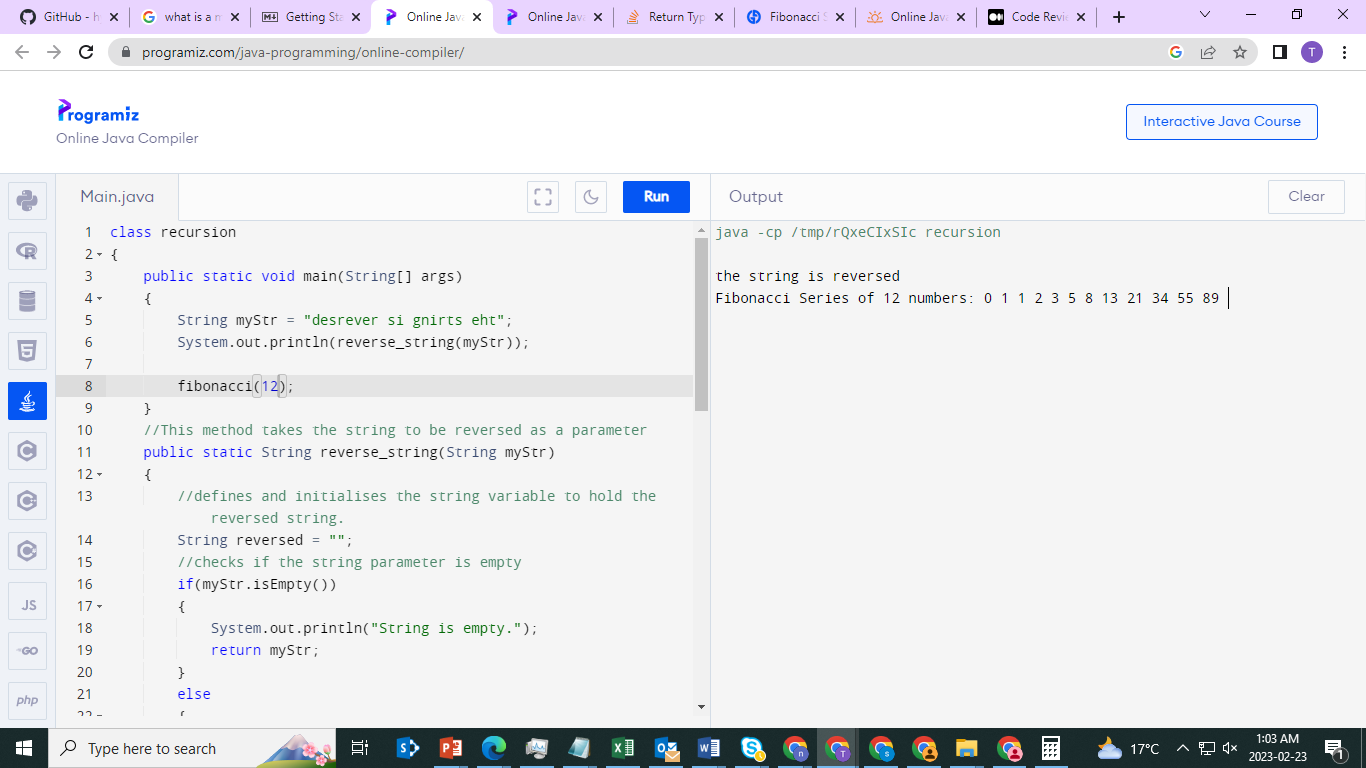 GitHub - h
what is a m
Getting Sta
Online Jav
Online Jav
Return Typ
Fibonacci S
Online Jav
Code Revi
programiz.com/java-programming/online-compiler/
T
Programiz
Online Java Compiler
Interactive Java Course
Main.java
Run
Output
Clear
1 class recursion
2 {
3 public static void main(String[] args)
4 {
5 String myStr = "desrever si gnirts eht";
6 System.out.println(reverse_string(myStr));
7
8 fibonacci(12);
9 }
10 //This method takes the string to be reversed as a parameter
11 public static String reverse_string(String myStr)
12 {
13 //defines and initialises the string variable to hold the
reversed string.
14 String reversed = "";
15 //checks if the string parameter is empty
16 if(myStr.isEmpty())
17 {
18 System.out.println("String is empty.");
19 return myStr;
20 }
21 else
22 {
java -cp /tmp/rQxeCIxSIc recursion
the string is reversed
Fibonacci Series of 12 numbers: 0 1 1 2 3 5 8 13 21 34 55 89
JS
GO
php
Type here to search
17°C
1:03 AM
2023-02-23
1